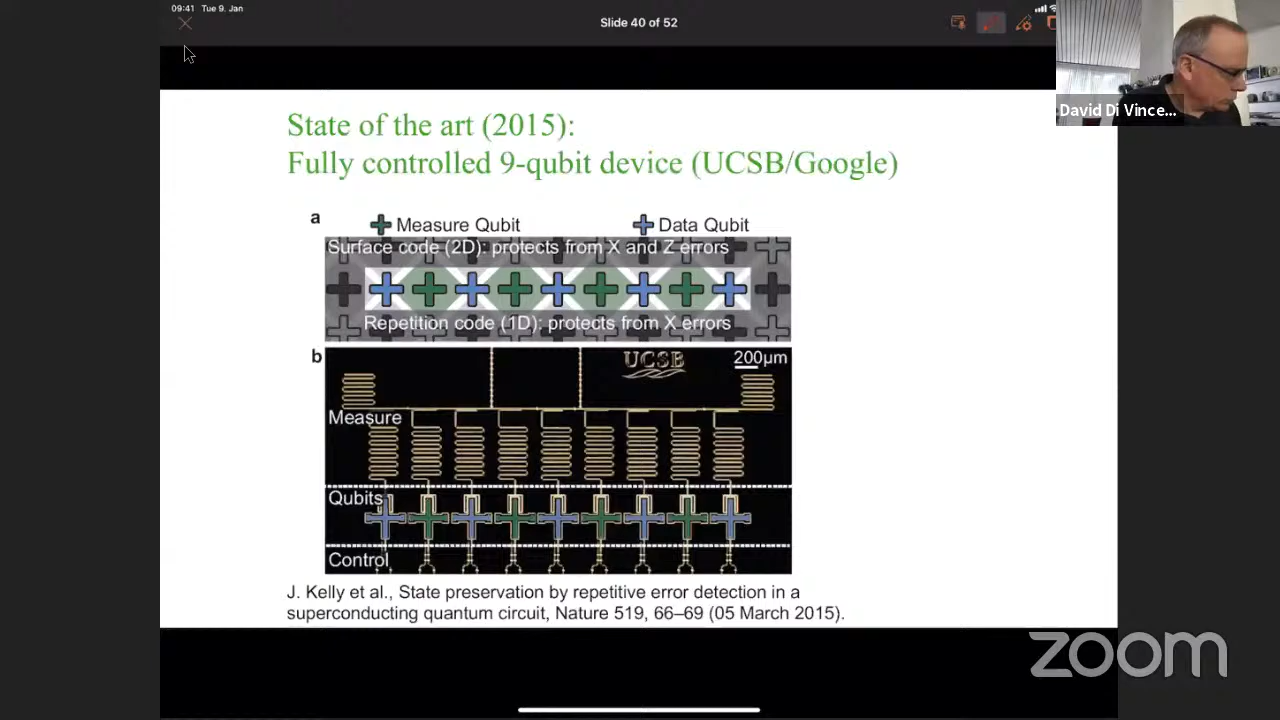 09:41 Tue 9. Jan
Slide 40 of 52
David Di Vince...
State of the art (2015):
Fully controlled 9-qubit device (UCSB/Google)
a
Measure Qubit
Data Qubit
Surface code (2D): protects from X and Z errors
Repetition code (1D): protects from X errors
b
UCSB
200µm
Measure
Qubits
Control
J. Kelly et al., State preservation by repetitive error detection in a
superconducting quantum circuit, Nature 519, 66–69 (05 March 2015).
zoom